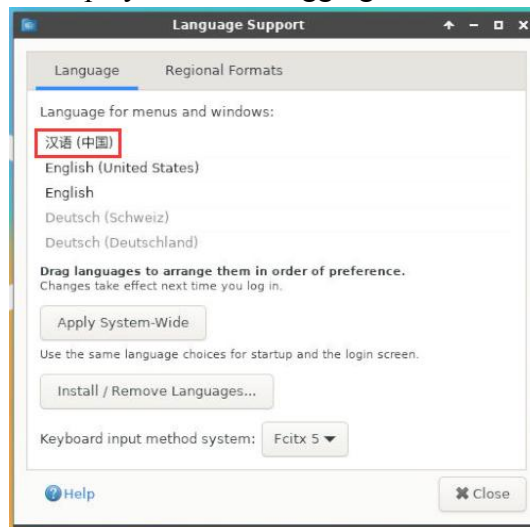 Language Support
Language Regional Formats
Language for menus and windows:
汉语 (中国)
English (United States)
English
Deutsch (Schweiz)
Deutsch (Deutschland)
Drag languages to arrange them in order of preference.
Changes take effect next time you log in.
Apply System-Wide
Use the same language choices for startup and the login screen.
Install / Remove Languages...
Keyboard input method system: Fcitx 5
Help Close